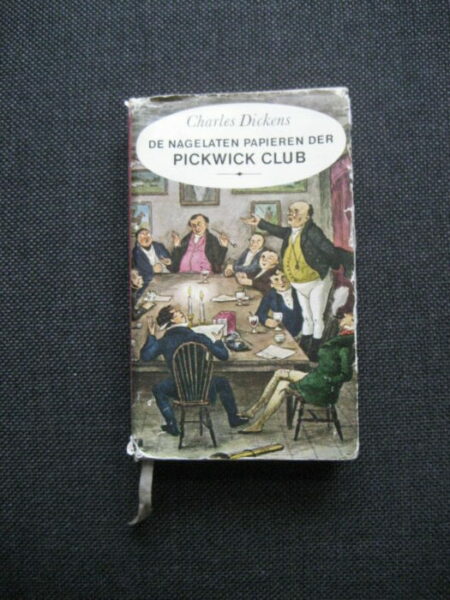 Charles Dickens
DE NAGELATEN PAPIEREN DER
PICKWICK CLUB